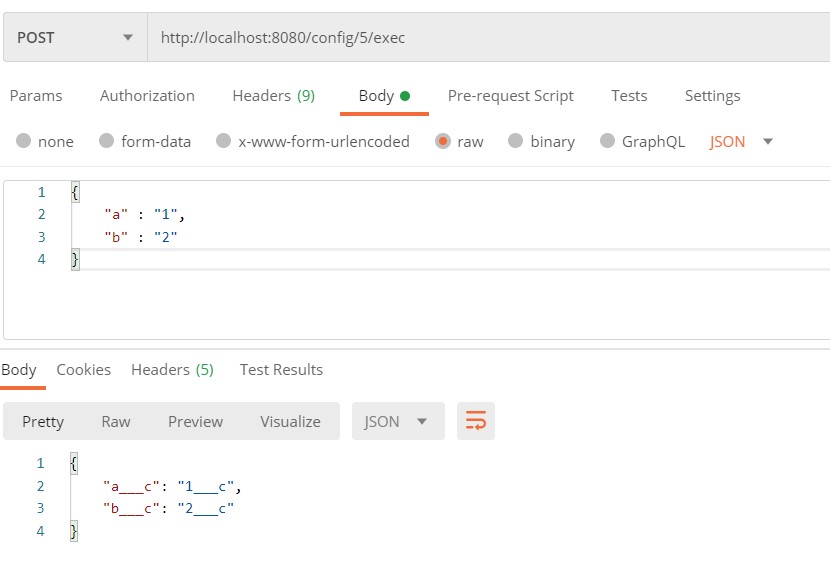 POST http://localhost:8080/config/5/exec
Params Authorization Headers (9) Body Pre-request Script Tests Settings
none form-data x-www-form-urlencoded raw binary GraphQL JSON
1 {
2 "a" : "1",
3 "b" : "2"
4 }
Body Cookies Headers (5) Test Results
Pretty Raw Preview Visualize JSON
1 {
2 "a___c": "1___c",
3 "b___c": "2___c"
4 }